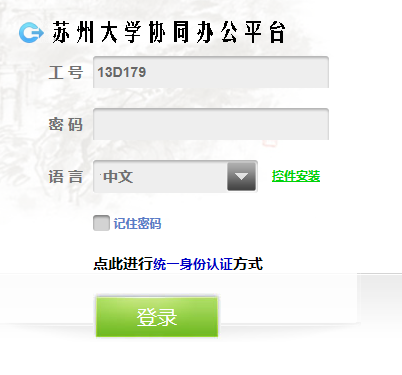 苏州大学协同办公平台
工号 13D179
密码
语言 中文 控件安装
记住密码
点此进行统一身份认证方式
登录